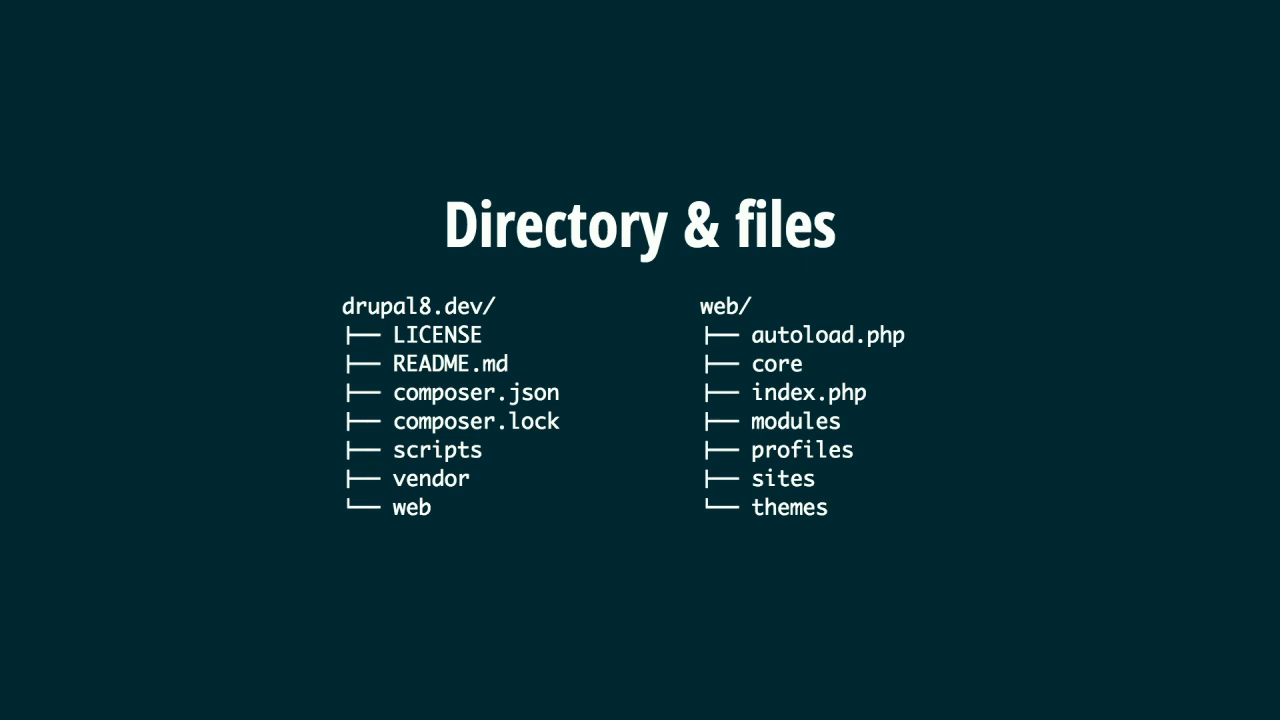 Directory & files
drupal8.dev/
├── LICENSE
├── README.md
├── composer.json
├── composer.lock
├── scripts
├── vendor
└── web
web/
├── autoload.php
├── core
├── index.php
├── modules
├── profiles
├── sites
└── themes